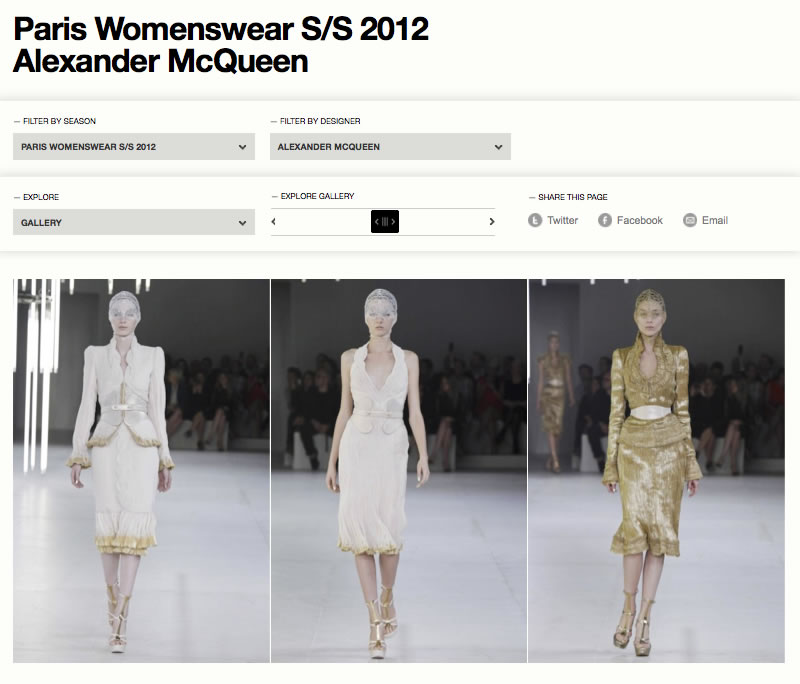 Paris Womenswear S/S 2012
Alexander McQueen
— FILTER BY SEASON
— FILTER BY DESIGNER
PARIS WOMENSWEAR S/S 2012
ALEXANDER MCQUEEN
— EXPLORE
— EXPLORE GALLERY
— SHARE THIS PAGE
GALLERY
Twitter
Facebook
Email